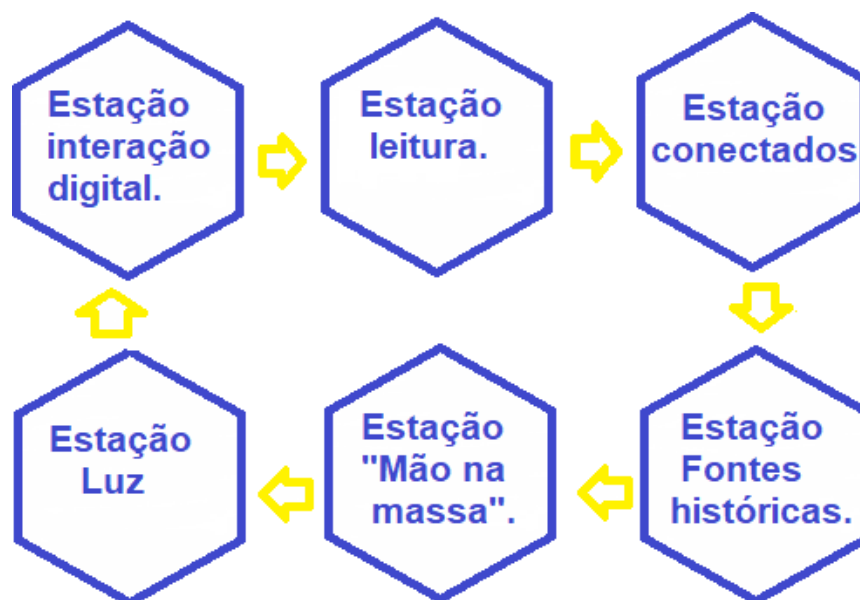 Estação
interação
digital.
Estação
leitura.
Estação
conectados
Estação
Luz
Estação
"Mão na
massa".
Estação
Fontes
históricas.